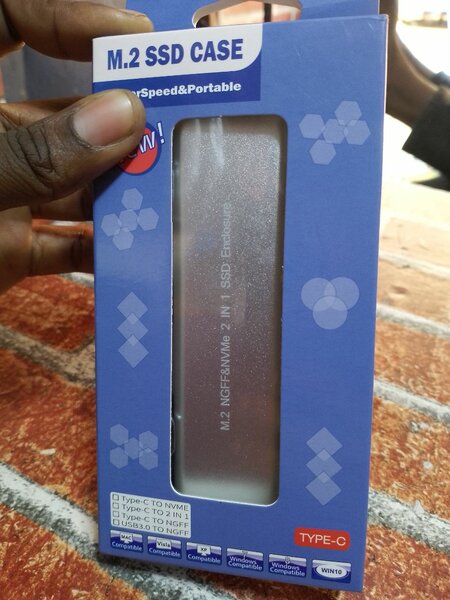 M.2 SSD CASE
erSpeed&Portable
ew!
M.2 NGFF&NVMe 2 IN 1 SSD Enclosure
Type-C TO NVME
Type-C TO 2 IN 1
Type-C TO NGFF
USB3.0 TO NGFF
TYPE-C
MAC Compatible
Vista Compatible
XP Compatible
Windows Compatible
Windows Compatible
WIN10